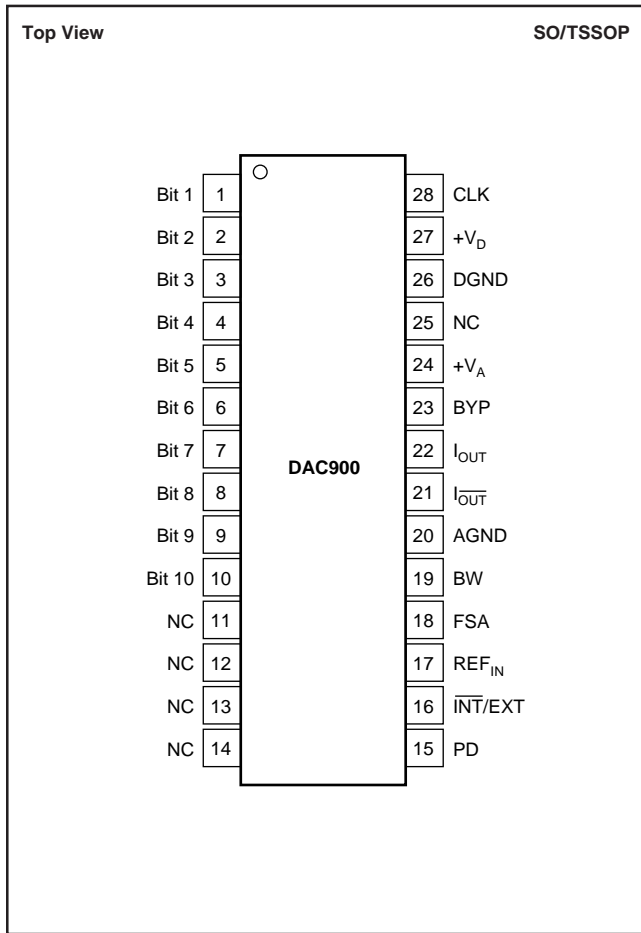 Top View SO/TSSOP
Bit 1 1 28 CLK
Bit 2 2 27 +V_D
Bit 3 3 26 DGND
Bit 4 4 25 NC
Bit 5 5 24 +V_A
Bit 6 6 23 BYP
Bit 7 7 22 I_OUT
DAC900
Bit 8 8 21 I_O̅U̅T̅
Bit 9 9 20 AGND
Bit 10 10 19 BW
NC 11 18 FSA
NC 12 17 REF_IN
NC 13 16 I̅N̅T̅/EXT
NC 14 15 PD